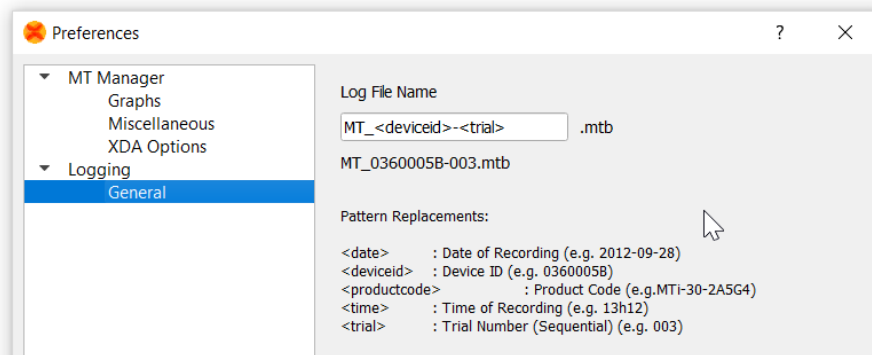 Preferences
?
MT Manager
Graphs
Miscellaneous
XDA Options
Logging
General
Log File Name
MT_<deviceid>-<trial> .mtb
MT_0360005B-003.mtb
Pattern Replacements:
<date> : Date of Recording (e.g. 2012-09-28)
<deviceid> : Device ID (e.g. 0360005B)
<productcode> : Product Code (e.g.MTi-30-2A5G4)
<time> : Time of Recording (e.g. 13h12)
<trial> : Trial Number (Sequential) (e.g. 003)